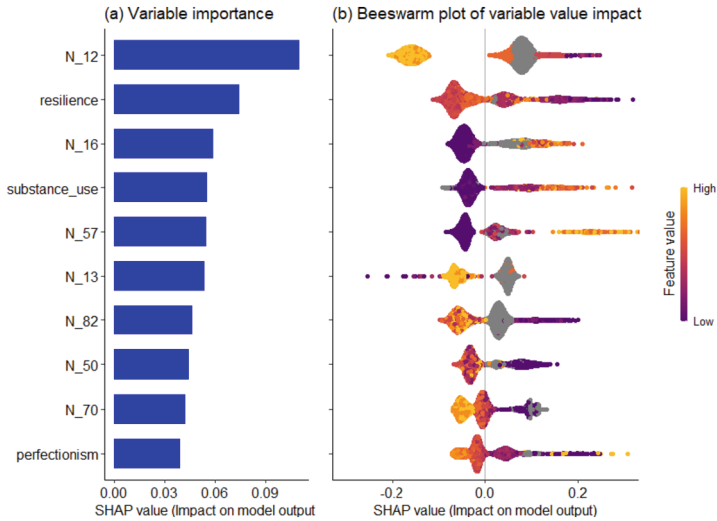 (a) Variable importance
(b) Beeswarm plot of variable value impact
N_12
resilience
N_16
substance_use
N_57
N_13
N_82
N_50
N_70
perfectionism
0.00 0.03 0.06 0.09
SHAP value (Impact on model output
-0.2 0.0 0.2
SHAP value (Impact on model output)
High
Feature value
Low